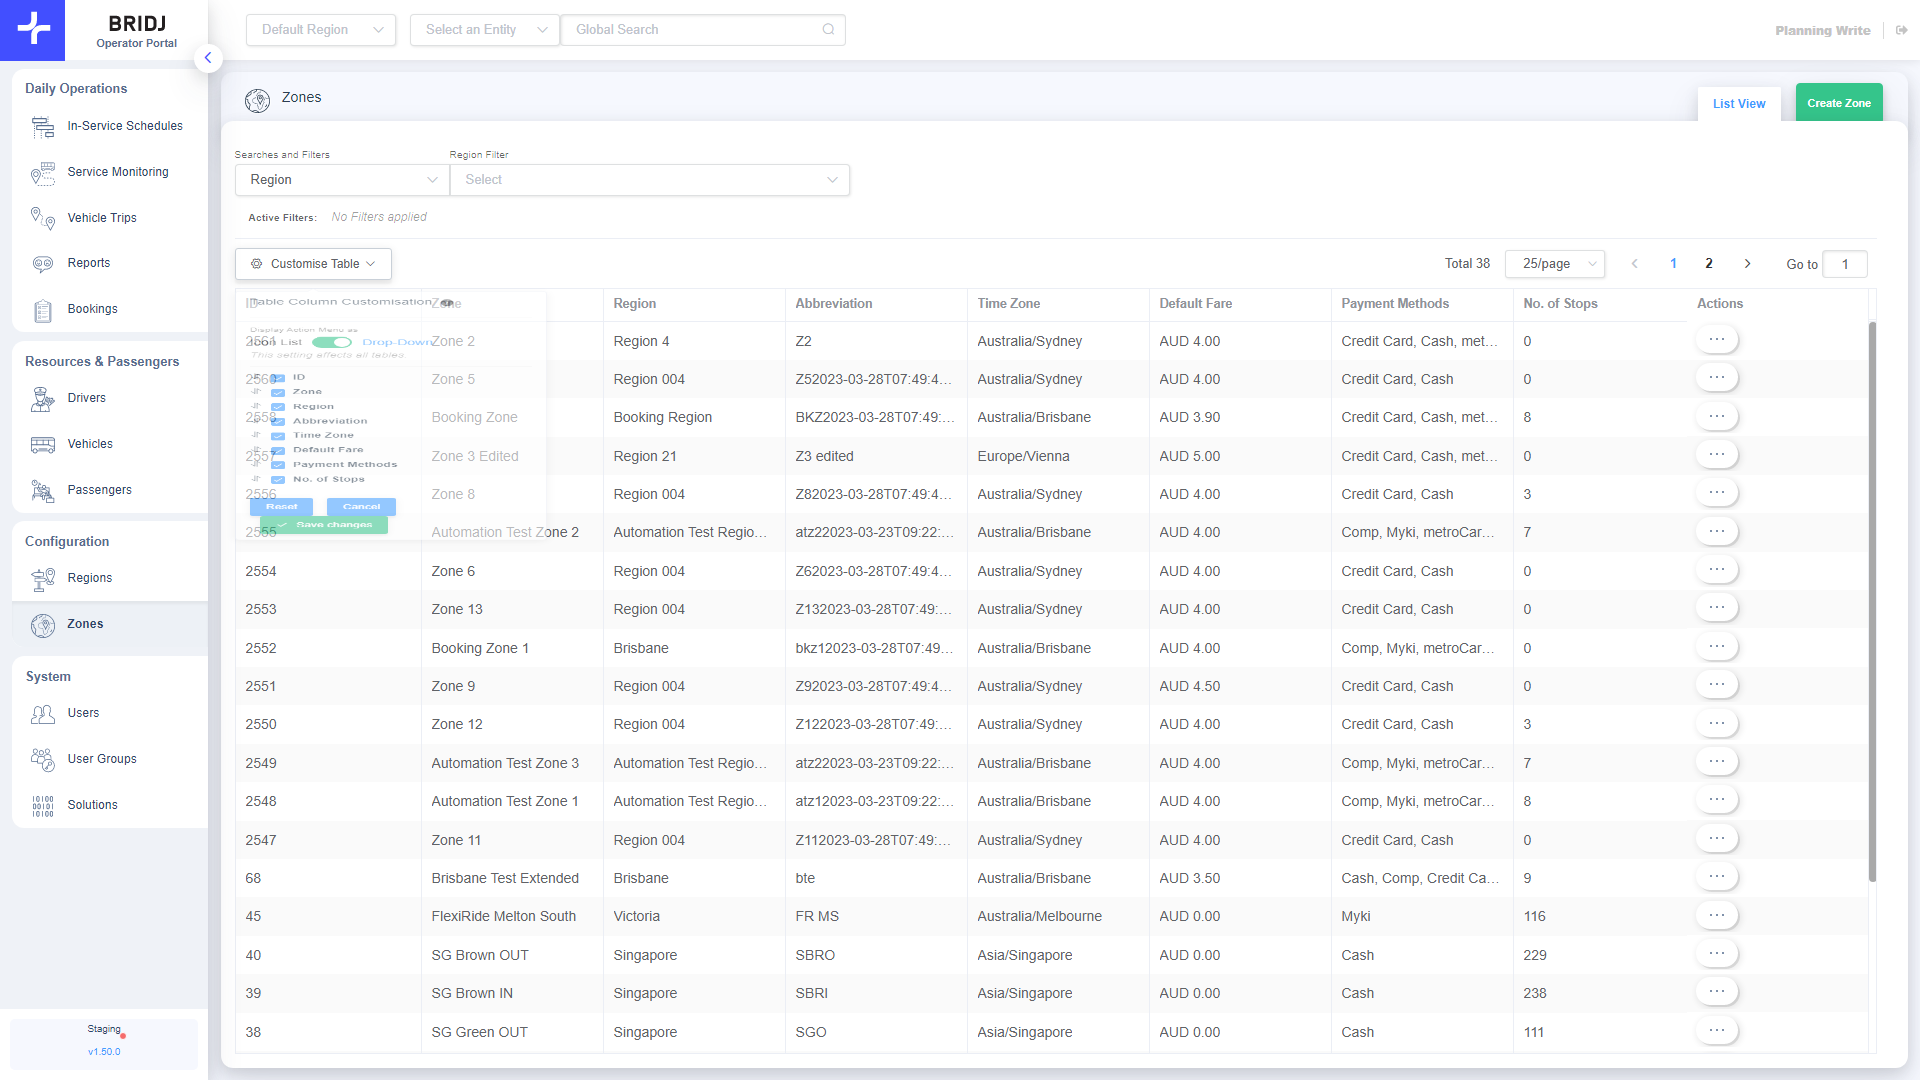 BRIDJ
Operator Portal
Default Region
Select an Entity
Global Search
Planning Write
Daily Operations
In-Service Schedules
Service Monitoring
Vehicle Trips
Reports
Bookings
Resources & Passengers
Drivers
Vehicles
Passengers
Configuration
Regions
Zones
System
Users
User Groups
Solutions
Staging
v1.50.0
Zones
List View
Create Zone
Searches and Filters
Region Filter
Region
Select
Active Filters: No Filters applied
Customise Table
Total 38
25/page
1
2
Go to
1
Table Column Customisation
Display Action Menu as
Icon List
Drop-Down
This setting effects all tables.
ID
Zone
Region
Abbreviation
Time Zone
Default Fare
Payment Methods
No. of Stops
Reset
Cancel
Save changes
ID Zone Region Abbreviation Time Zone Default Fare Payment Methods No. of Stops Actions
2561 Zone 2 Region 4 Z2 Australia/Sydney AUD 4.00 Credit Card, Cash, met... 0
2560 Zone 5 Region 004 Z52023-03-28T07:49:4... Australia/Sydney AUD 4.00 Credit Card, Cash 0
2558 Booking Zone Booking Region BKZ2023-03-28T07:49:... Australia/Brisbane AUD 3.90 Credit Card, Cash, met... 8
2557 Zone 3 Edited Region 21 Z3 edited Europe/Vienna AUD 5.00 Credit Card, Cash, met... 0
2556 Zone 8 Region 004 Z82023-03-28T07:49:4... Australia/Sydney AUD 4.00 Credit Card, Cash 3
2555 Automation Test Zone 2 Automation Test Regio... atz22023-03-23T09:22:... Australia/Brisbane AUD 4.00 Comp, Myki, metroCar... 7
2554 Zone 6 Region 004 Z62023-03-28T07:49:4... Australia/Sydney AUD 4.00 Credit Card, Cash 0
2553 Zone 13 Region 004 Z132023-03-28T07:49:... Australia/Sydney AUD 4.00 Credit Card, Cash 0
2552 Booking Zone 1 Brisbane bkz12023-03-28T07:49... Australia/Brisbane AUD 4.00 Comp, Myki, metroCar... 0
2551 Zone 9 Region 004 Z92023-03-28T07:49:4... Australia/Sydney AUD 4.50 Credit Card, Cash 0
2550 Zone 12 Region 004 Z122023-03-28T07:49:... Australia/Sydney AUD 4.00 Credit Card, Cash 3
2549 Automation Test Zone 3 Automation Test Regio... atz22023-03-23T09:22:... Australia/Brisbane AUD 4.00 Comp, Myki, metroCar... 7
2548 Automation Test Zone 1 Automation Test Regio... atz12023-03-23T09:22:... Australia/Brisbane AUD 4.00 Comp, Myki, metroCar... 8
2547 Zone 11 Region 004 Z112023-03-28T07:49:... Australia/Sydney AUD 4.00 Credit Card, Cash 0
68 Brisbane Test Extended Brisbane bte Australia/Brisbane AUD 3.50 Cash, Comp, Credit Ca... 9
45 FlexiRide Melton South Victoria FR MS Australia/Melbourne AUD 0.00 Myki 116
40 SG Brown OUT Singapore SBRO Asia/Singapore AUD 0.00 Cash 229
39 SG Brown IN Singapore SBRI Asia/Singapore AUD 0.00 Cash 238
38 SG Green OUT Singapore SGO Asia/Singapore AUD 0.00 Cash 111